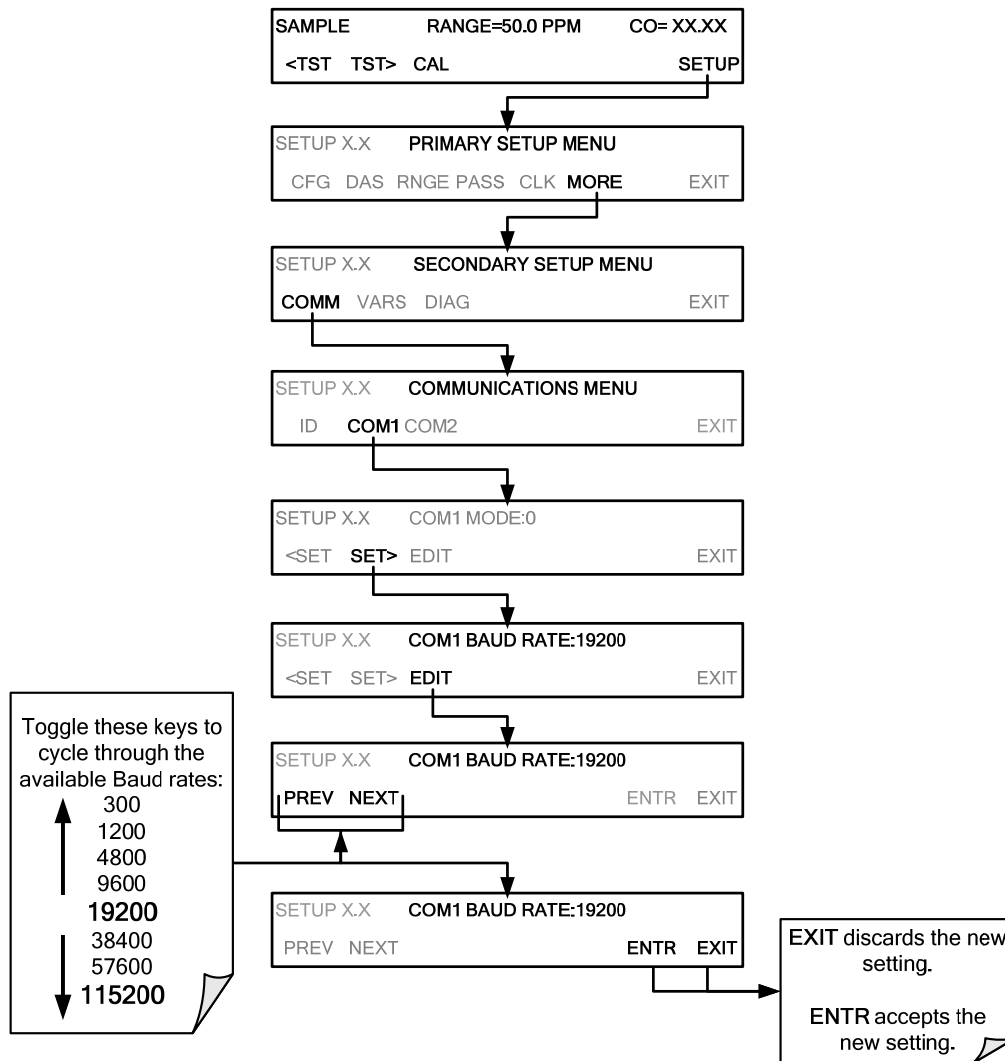 SAMPLE RANGE=50.0 PPM CO= XX.XX
<TST TST> CAL SETUP
SETUP X.X PRIMARY SETUP MENU
CFG DAS RNGE PASS CLK MORE EXIT
SETUP X.X SECONDARY SETUP MENU
COMM VARS DIAG EXIT
SETUP X.X COMMUNICATIONS MENU
ID COM1 COM2 EXIT
SETUP X.X COM1 MODE:0
<SET SET> EDIT EXIT
SETUP X.X COM1 BAUD RATE:19200
<SET SET> EDIT EXIT
SETUP X.X COM1 BAUD RATE:19200
PREV NEXT ENTR EXIT
Toggle these keys to
cycle through the
available Baud rates:
300
1200
4800
9600
19200
38400
57600
115200
SETUP X.X COM1 BAUD RATE:19200
PREV NEXT ENTR EXIT
EXIT discards the new
setting.
ENTR accepts the
new setting.